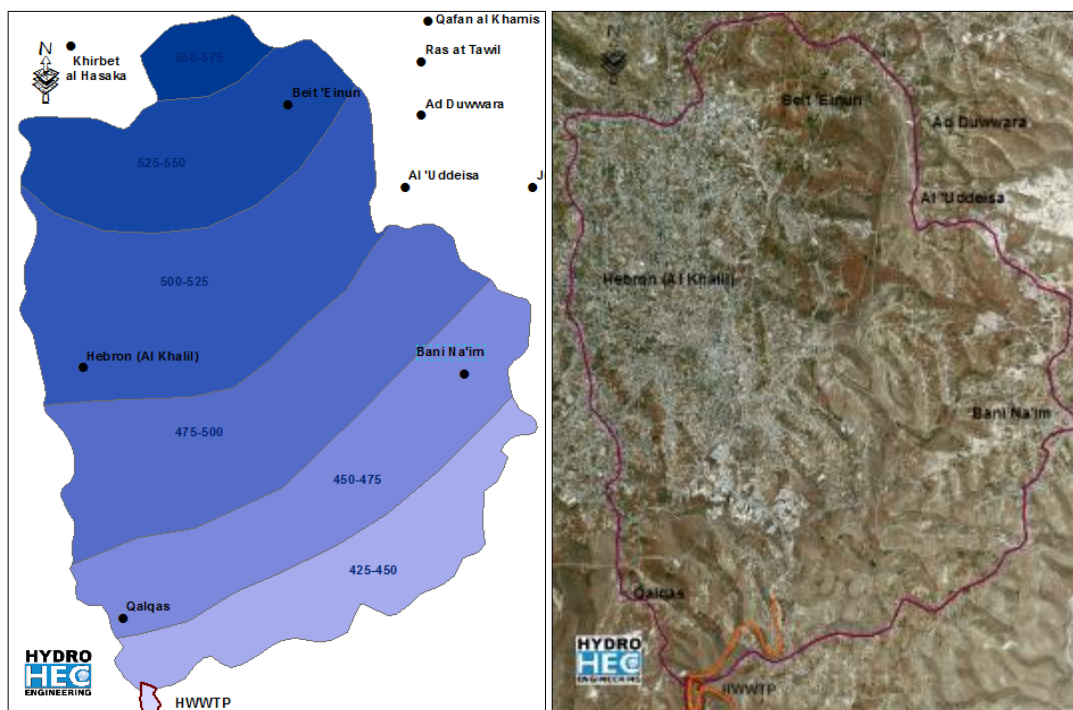 Qafan al Khamis
N
Khirbet
al Hasaka
Ras at Tawil
550-575
Beit 'Einun
Ad Duwwara
525-550
Al 'Uddeisa
J
500-525
Hebron (Al Khalil)
Bani Na'im
475-500
450-475
425-450
Qalqas
HYDRO
HEC
ENGINEERING
HWWTP
N
Beit 'Einun
Ad Duwwara
Al 'Uddeisa
Hebron (Al Khalil)
Bani Na'im
Qalqas
HYDRO
HEC
ENGINEERING
HWWTP